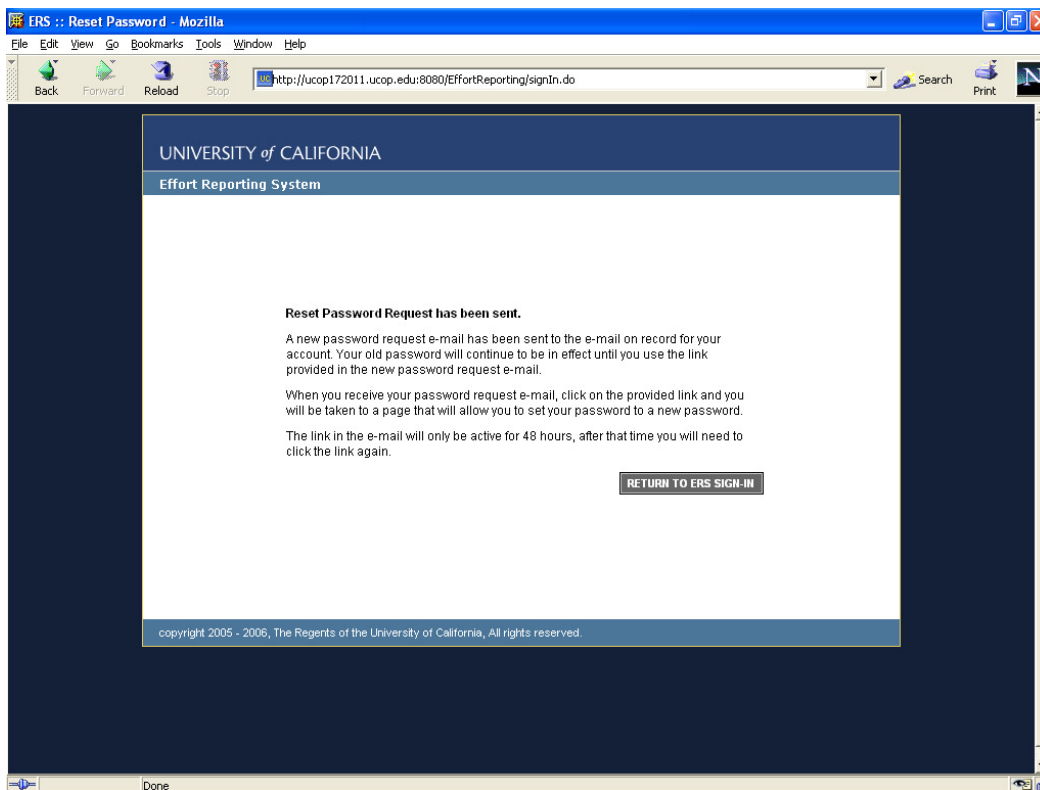 ERS :: Reset Password - Mozilla
File Edit View Go Bookmarks Tools Window Help
Back Forward Reload Stop http://ucop172011.ucop.edu:8080/EffortReporting/signIn.do Search Print N
UNIVERSITY of CALIFORNIA
Effort Reporting System
Reset Password Request has been sent.
A new password request e-mail has been sent to the e-mail on record for your
account. Your old password will continue to be in effect until you use the link
provided in the new password request e-mail.
When you receive your password request e-mail, click on the provided link and you
will be taken to a page that will allow you to set your password to a new password.
The link in the e-mail will only be active for 48 hours, after that time you will need to
click the link again.
RETURN TO ERS SIGN-IN
copyright 2005 - 2006, The Regents of the University of California, All rights reserved.
Done